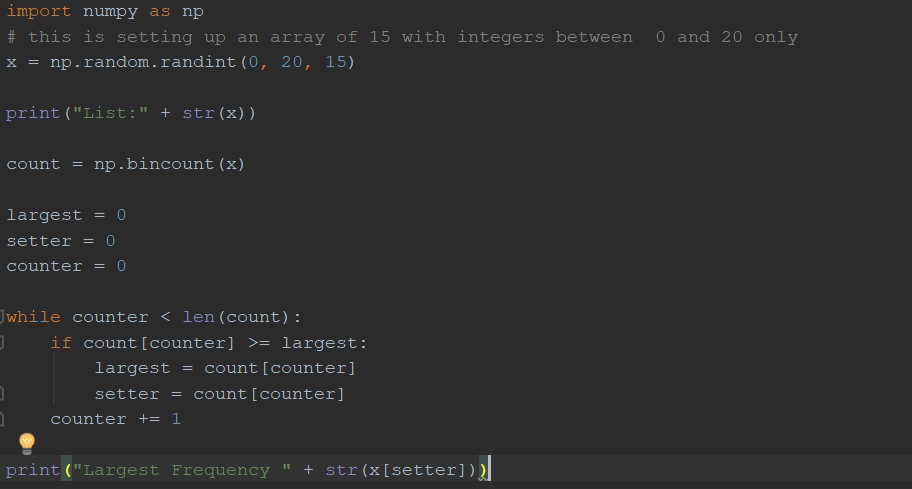 import numpy as np
# this is setting up an array of 15 with integers between  0 and 20 only
x = np.random.randint(0, 20, 15)
print("List:" + str(x))
count = np.bincount(x)
largest = 0
setter = 0
counter = 0
while counter < len(count):
    if count[counter] >= largest:
        largest = count[counter]
        setter = count[counter]
    counter += 1
print("Largest Frequency " + str(x[setter]))